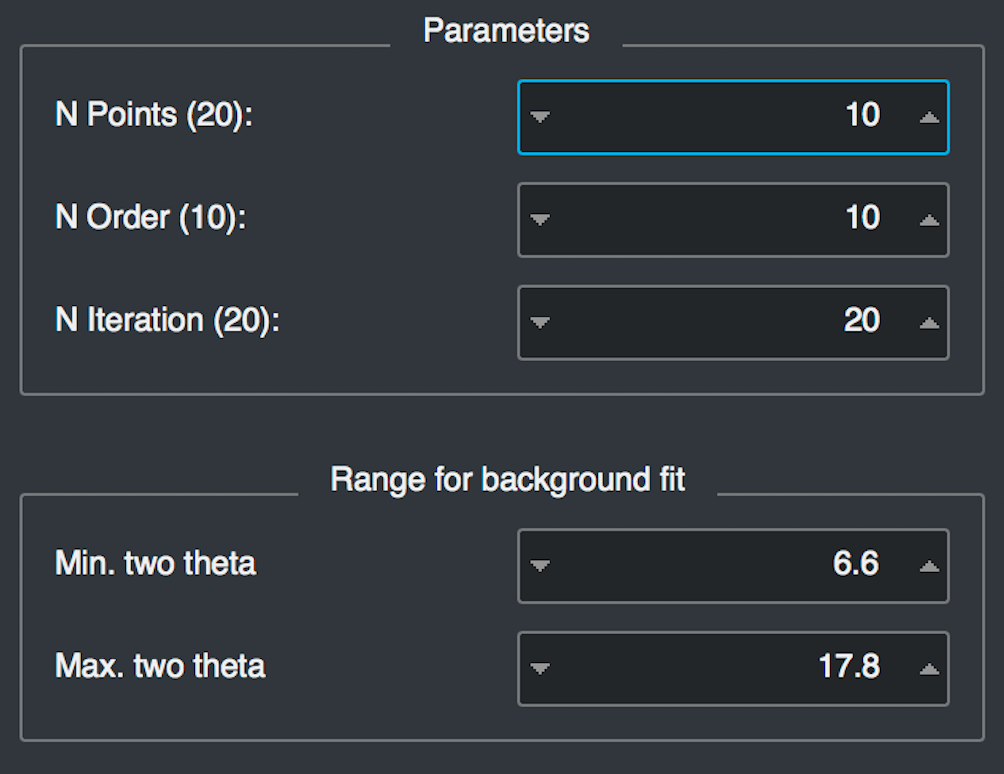 Parameters
N Points (20): 10
N Order (10): 10
N Iteration (20): 20
Range for background fit
Min. two theta 6.6
Max. two theta 17.8